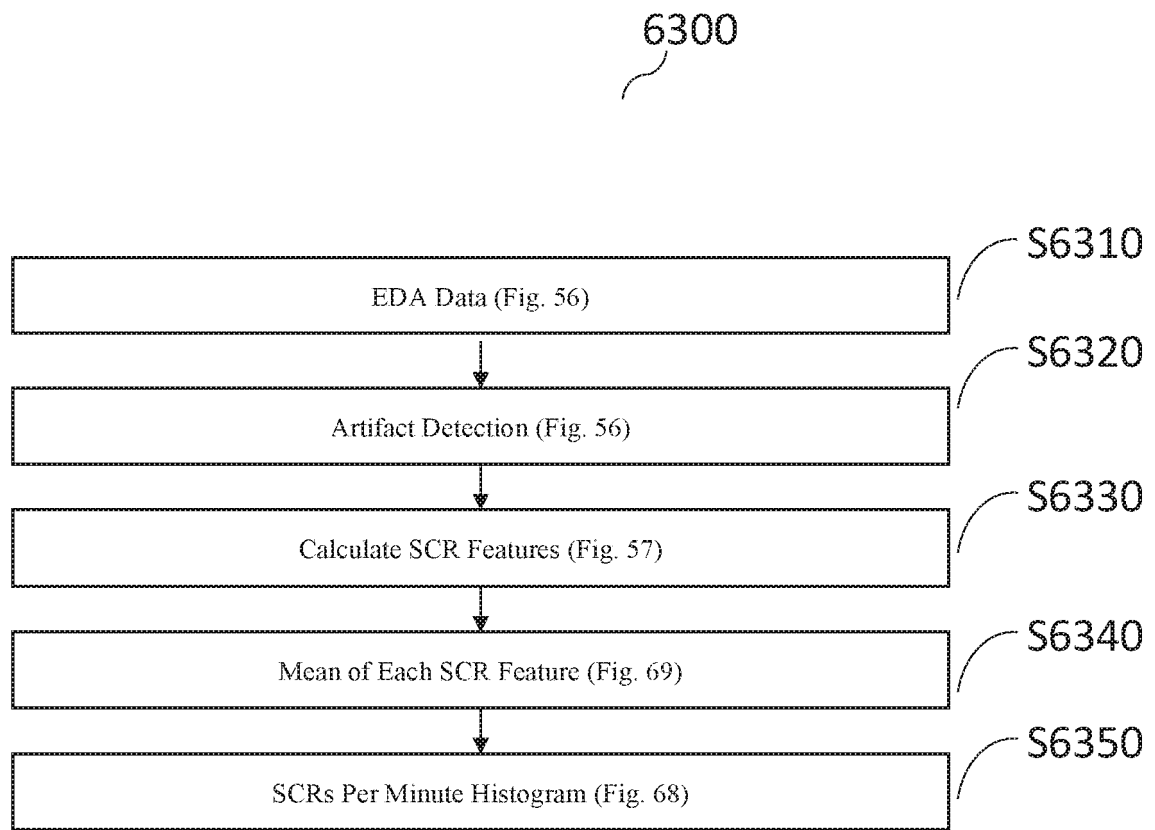 6300
S6310
EDA Data (Fig. 56)
S6320
Artifact Detection (Fig. 56)
S6330
Calculate SCR Features (Fig. 57)
S6340
Mean of Each SCR Feature (Fig. 69)
S6350
SCRs Per Minute Histogram (Fig. 68)